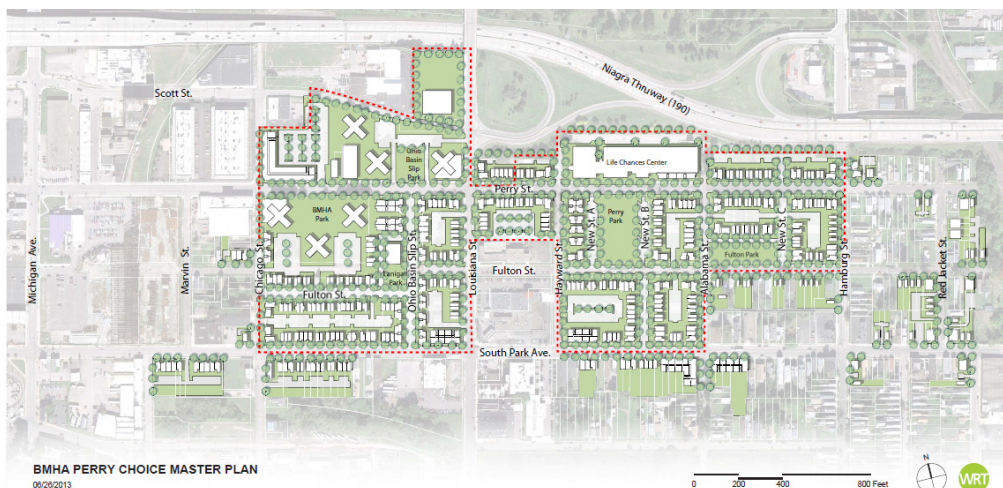 Scott St.
Niagra Thruway (190)
Ohio
Basin
Slip
Park
Life Chances Center
Perry St.
BMHA
Park
Perry
Park
New St. A
New St. B
New St.
Fulton Park
Lanigan
Park
Michigan Ave.
Marvin St.
Chicago St.
Ohio Basin Slip St.
Louisiana St.
Hayward St.
Alabama St.
Hamburg St.
Red Jacket St.
Fulton St.
Fulton St.
South Park Ave.
BMHA PERRY CHOICE MASTER PLAN
06/26/2013
0 200 400 800 Feet
N
WRT